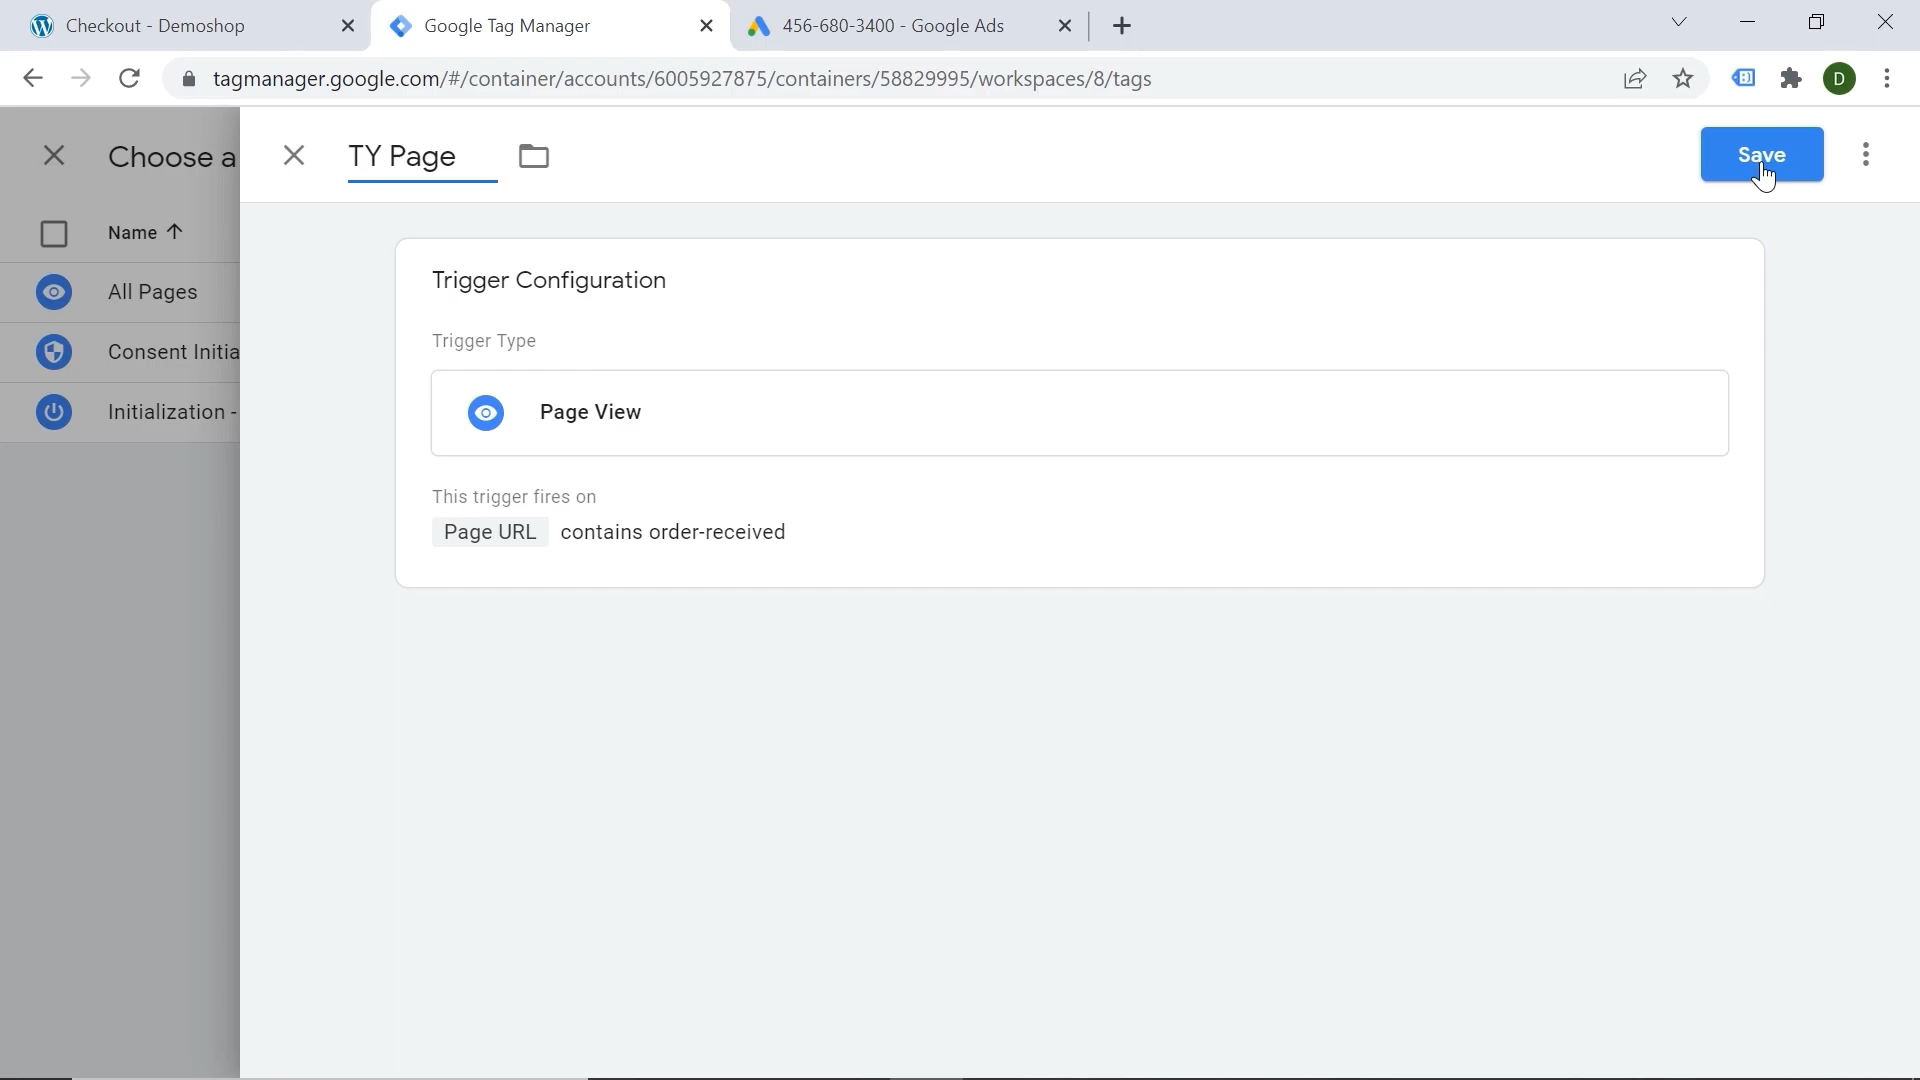 Checkout - Demoshop
Google Tag Manager
456-680-3400 - Google Ads
tagmanager.google.com/#/container/accounts/6005927875/containers/58829995/workspaces/8/tags
D
Choose a
TY Page
Save
Name
All Pages
Consent Initia
Initialization -
Trigger Configuration
Trigger Type
Page View
This trigger fires on
Page URL contains order-received